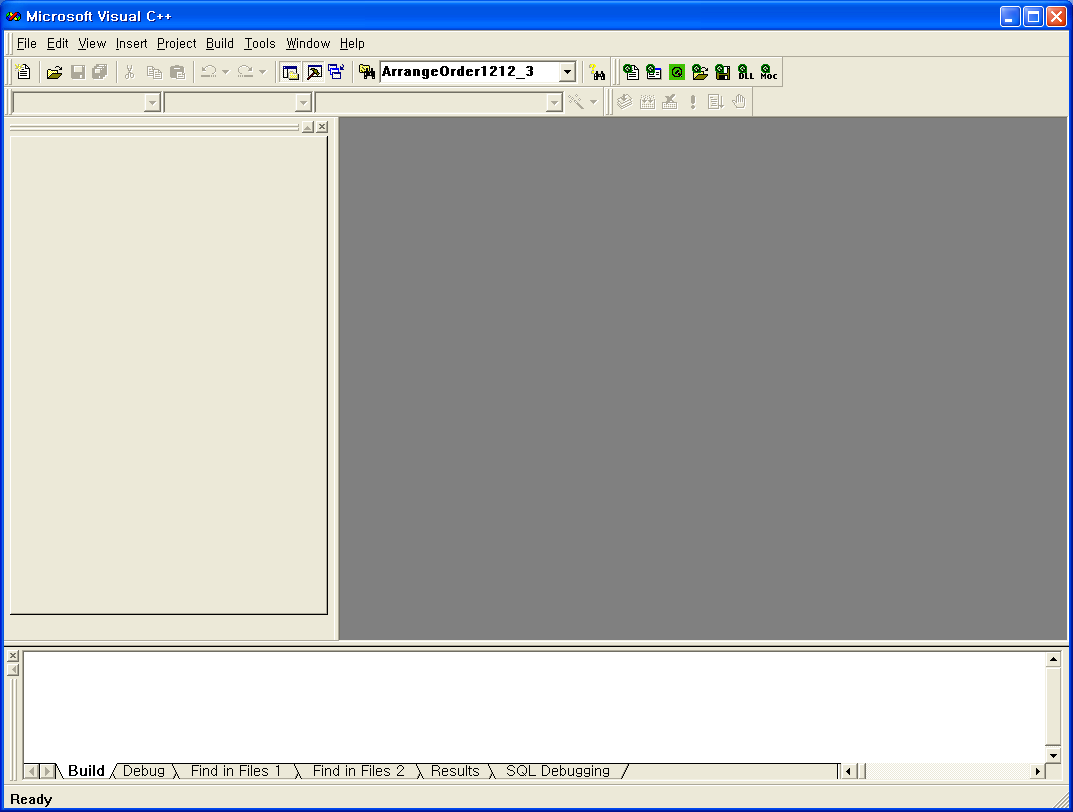 Microsoft Visual C++
File Edit View Insert Project Build Tools Window Help
ArrangeOrder1212_3
DLL MOC
Build Debug Find in Files 1 Find in Files 2 Results SQL Debugging
Ready